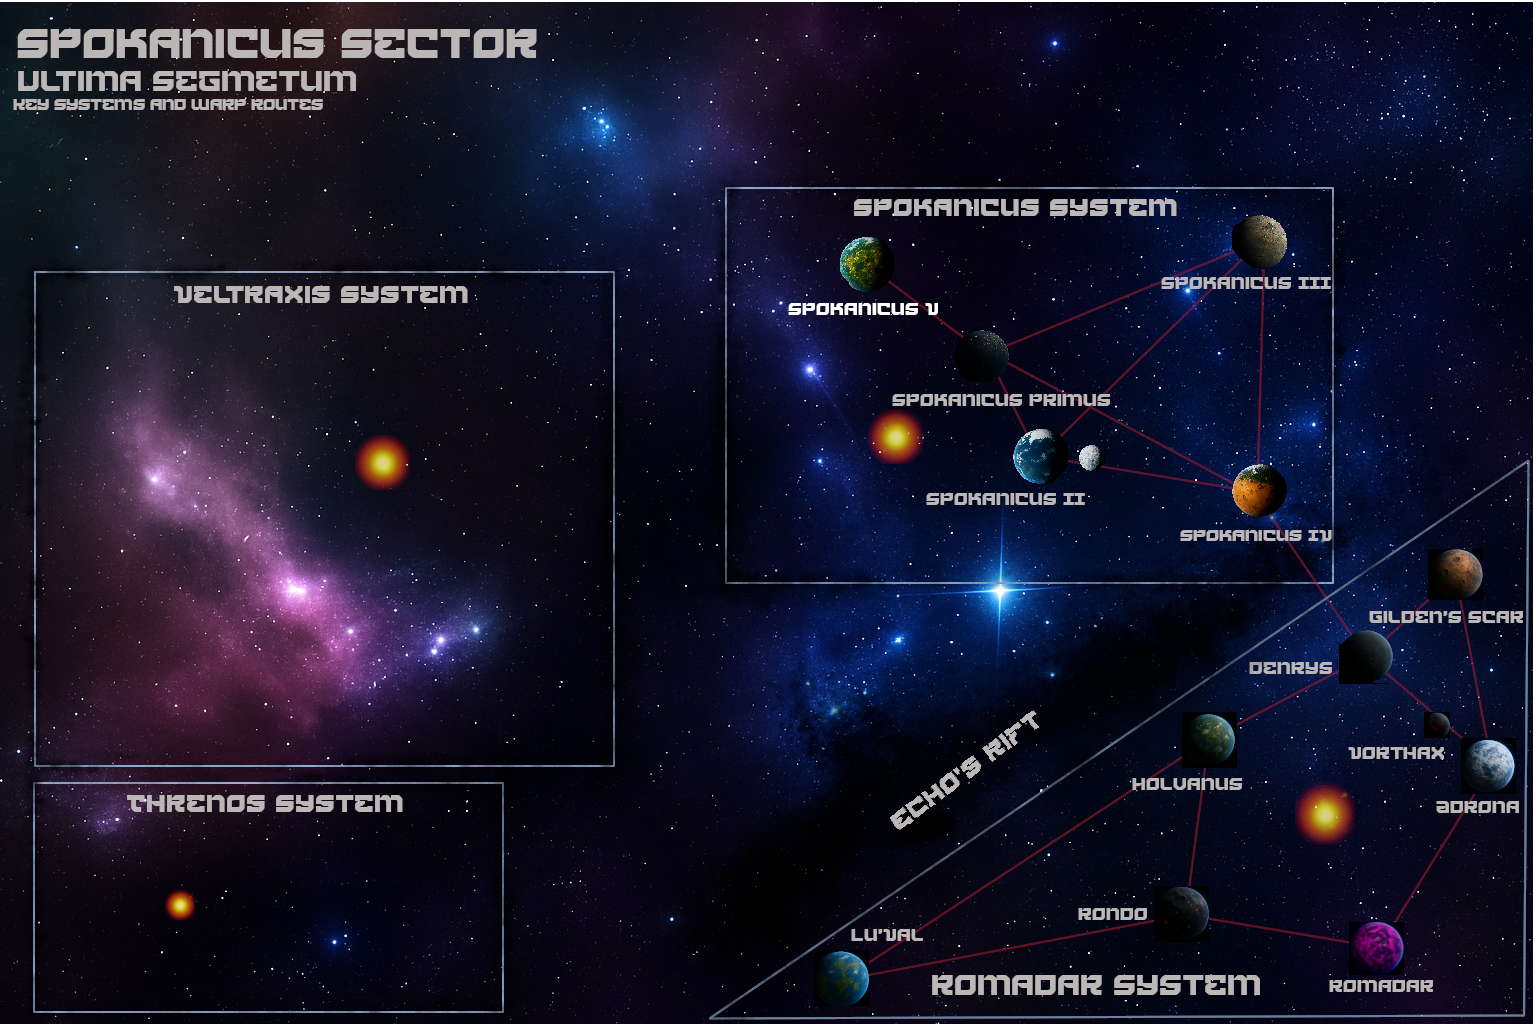 SPOKANICUS SECTOR
ULTIMA SEGMETUM
KEY SYSTEMS AND WARP ROUTES
SPOKANICUS SYSTEM
SPOKANICUS III
SPOKANICUS V
SPOKANICUS PRIMUS
SPOKANICUS II
SPOKANICUS IV
VELTRAXIS SYSTEM
THRENOS SYSTEM
ECHO'S RIFT
GILDEN'S SCAR
DENRYS
VORTHAX
HOLVANUS
ADRONA
RONDO
LU'VAL
ROMADAR SYSTEM
ROMADAR